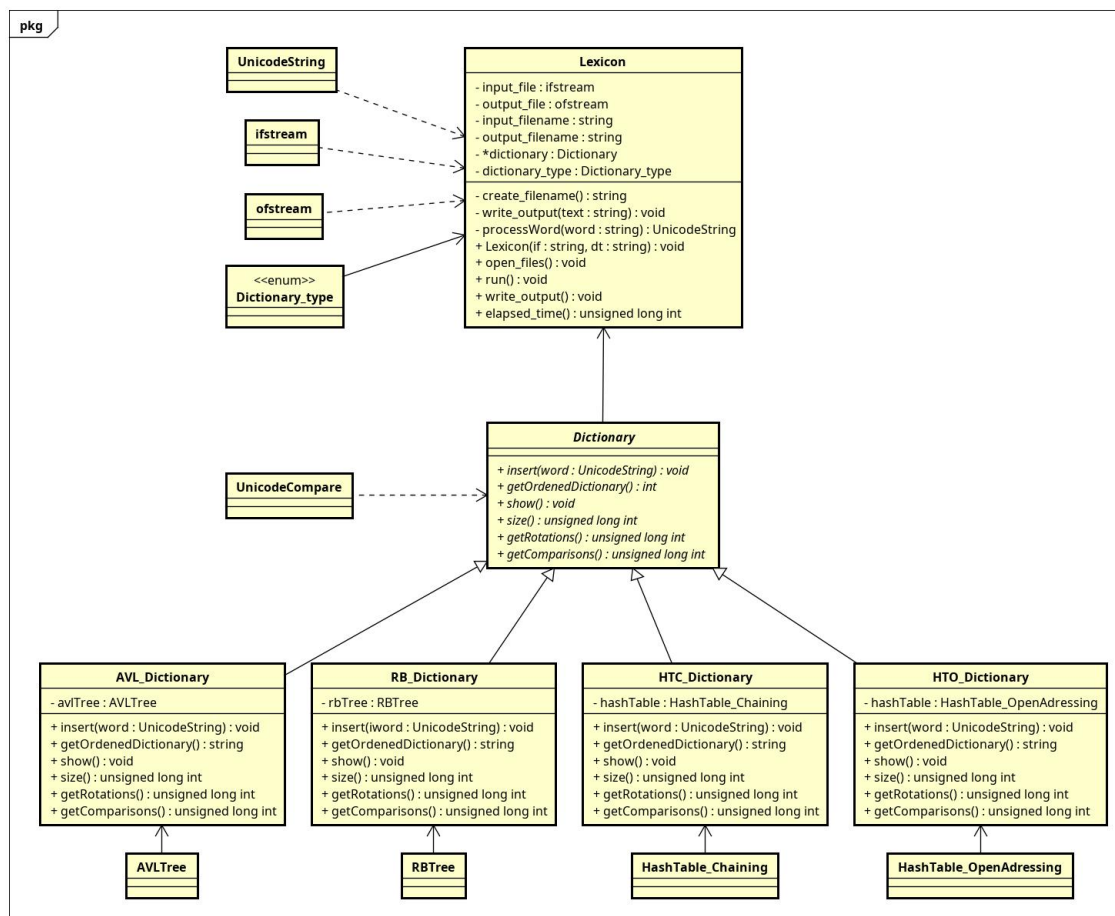 pkg
UnicodeString
ifstream
ofstream
<<enum>>
Dictionary_type
Lexicon
- input_file : ifstream
- output_file : ofstream
- input_filename : string
- output_filename : string
- *dictionary : Dictionary
- dictionary_type : Dictionary_type
- create_filename() : string
- write_output(text : string) : void
- processWord(word : string) : UnicodeString
+ Lexicon(if : string, dt : string) : void
+ open_files() : void
+ run() : void
+ write_output() : void
+ elapsed_time() : unsigned long int
UnicodeCompare
Dictionary
+ insert(word : UnicodeString) : void
+ getOrdenedDictionary() : int
+ show() : void
+ size() : unsigned long int
+ getRotations() : unsigned long int
+ getComparisons() : unsigned long int
AVL_Dictionary
- avlTree : AVLTree
+ insert(word : UnicodeString) : void
+ getOrdenedDictionary() : string
+ show() : void
+ size() : unsigned long int
+ getRotations() : unsigned long int
+ getComparisons() : unsigned long int
RB_Dictionary
- rbTree : RBTree
+ insert(iword : UnicodeString) : void
+ getOrdenedDictionary() : string
+ show() : void
+ size() : unsigned long int
+ getRotations() : unsigned long int
+ getComparisons() : unsigned long int
HTC_Dictionary
- hashTable : HashTable_Chaining
+ insert(word : UnicodeString) : void
+ getOrdenedDictionary() : string
+ show() : void
+ size() : unsigned long int
+ getRotations() : unsigned long int
+ getComparisons() : unsigned long int
HTO_Dictionary
- hashTable : HashTable_OpenAdressing
+ insert(word : UnicodeString) : void
+ getOrdenedDictionary() : string
+ show() : void
+ size() : unsigned long int
+ getRotations() : unsigned long int
+ getComparisons() : unsigned long int
AVLTree
RBTree
HashTable_Chaining
HashTable_OpenAdressing